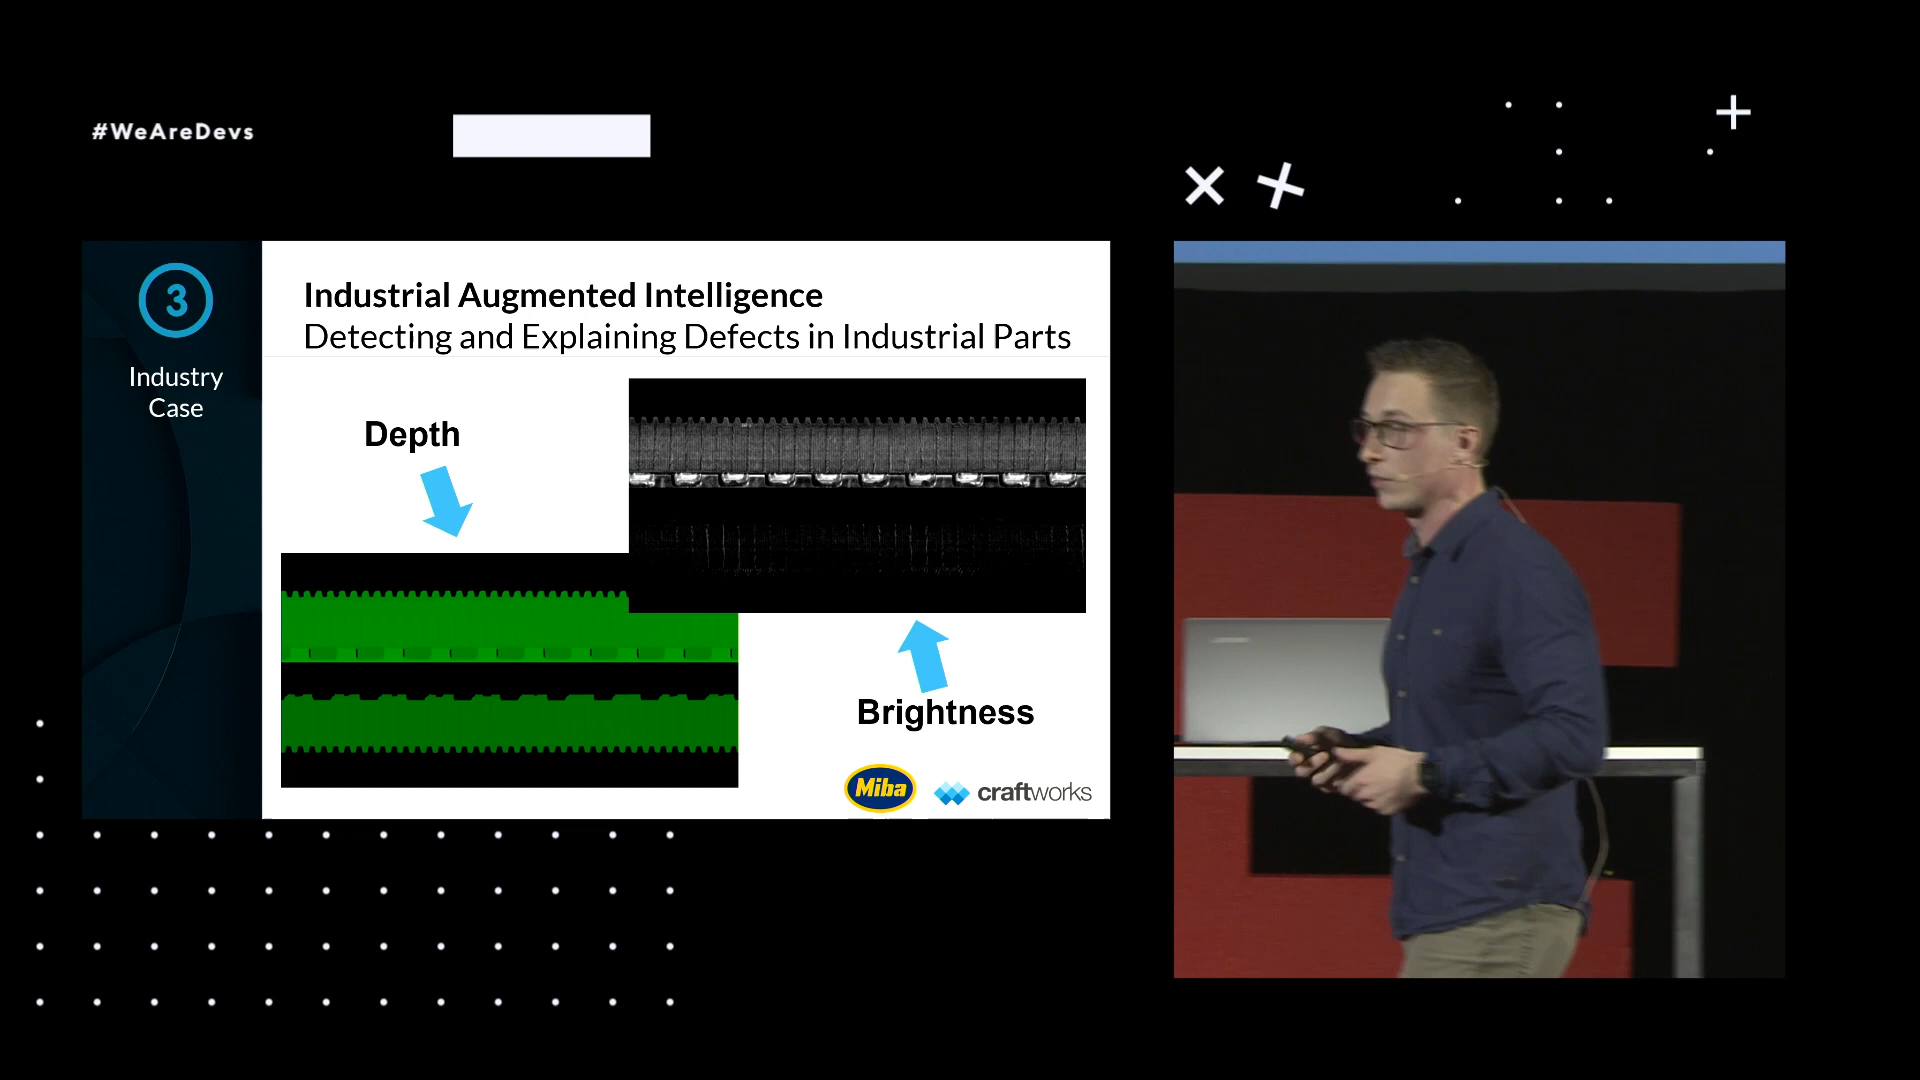 #WeAreDevs
3
Industry
Case
Industrial Augmented Intelligence
Detecting and Explaining Defects in Industrial Parts
Depth
Brightness
Miba
craftworks